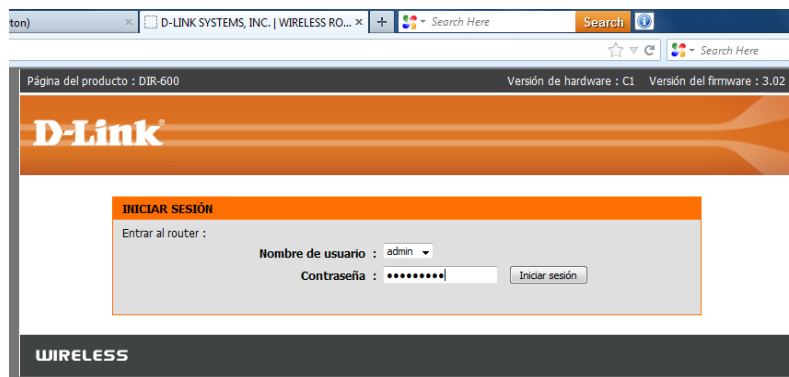 ton)
D-LINK SYSTEMS, INC. | WIRELESS RO...
Search Here
Search
Search Here
Página del producto : DIR-600
Versión de hardware : C1
Versión del firmware : 3.02
D-Link®
INICIAR SESIÓN
Entrar al router :
Nombre de usuario : admin
Contraseña : •••••••••
Iniciar sesión
WIRELESS